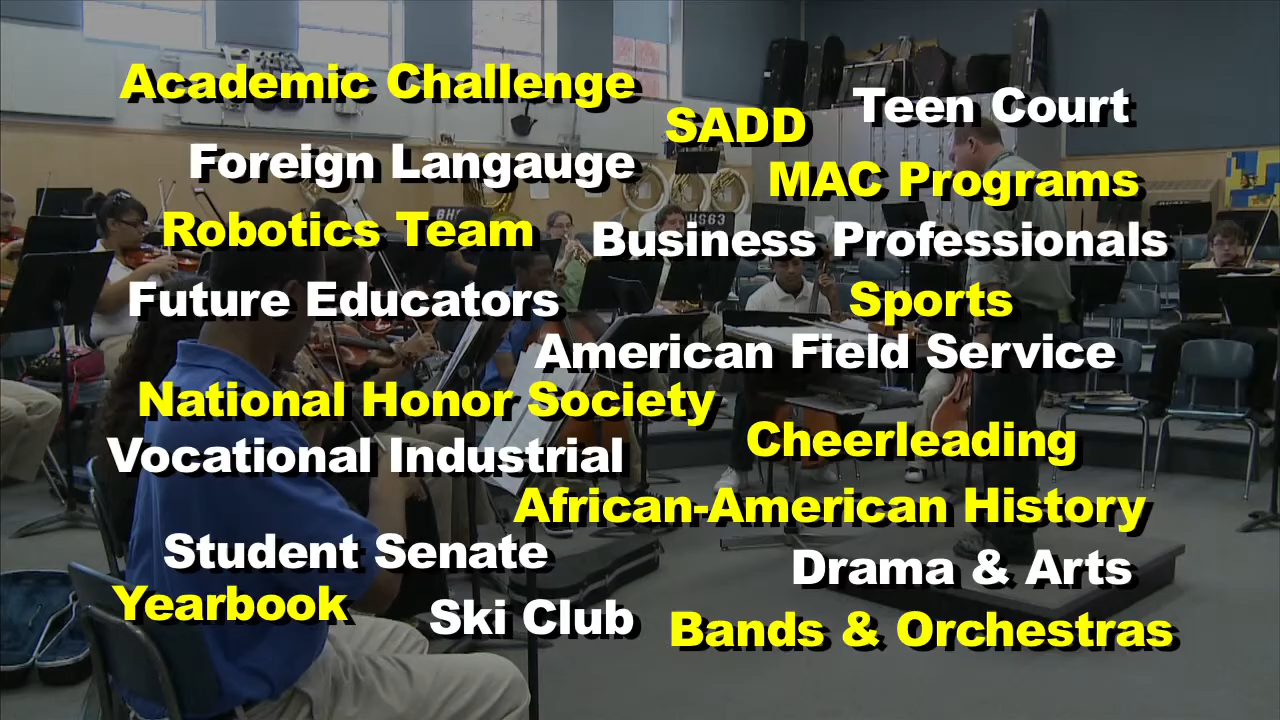 Academic Challenge
SADD
Teen Court
Foreign Langauge
MAC Programs
Robotics Team
Business Professionals
Future Educators
Sports
American Field Service
National Honor Society
Cheerleading
Vocational Industrial
African-American History
Student Senate
Drama & Arts
Yearbook
Ski Club
Bands & Orchestras